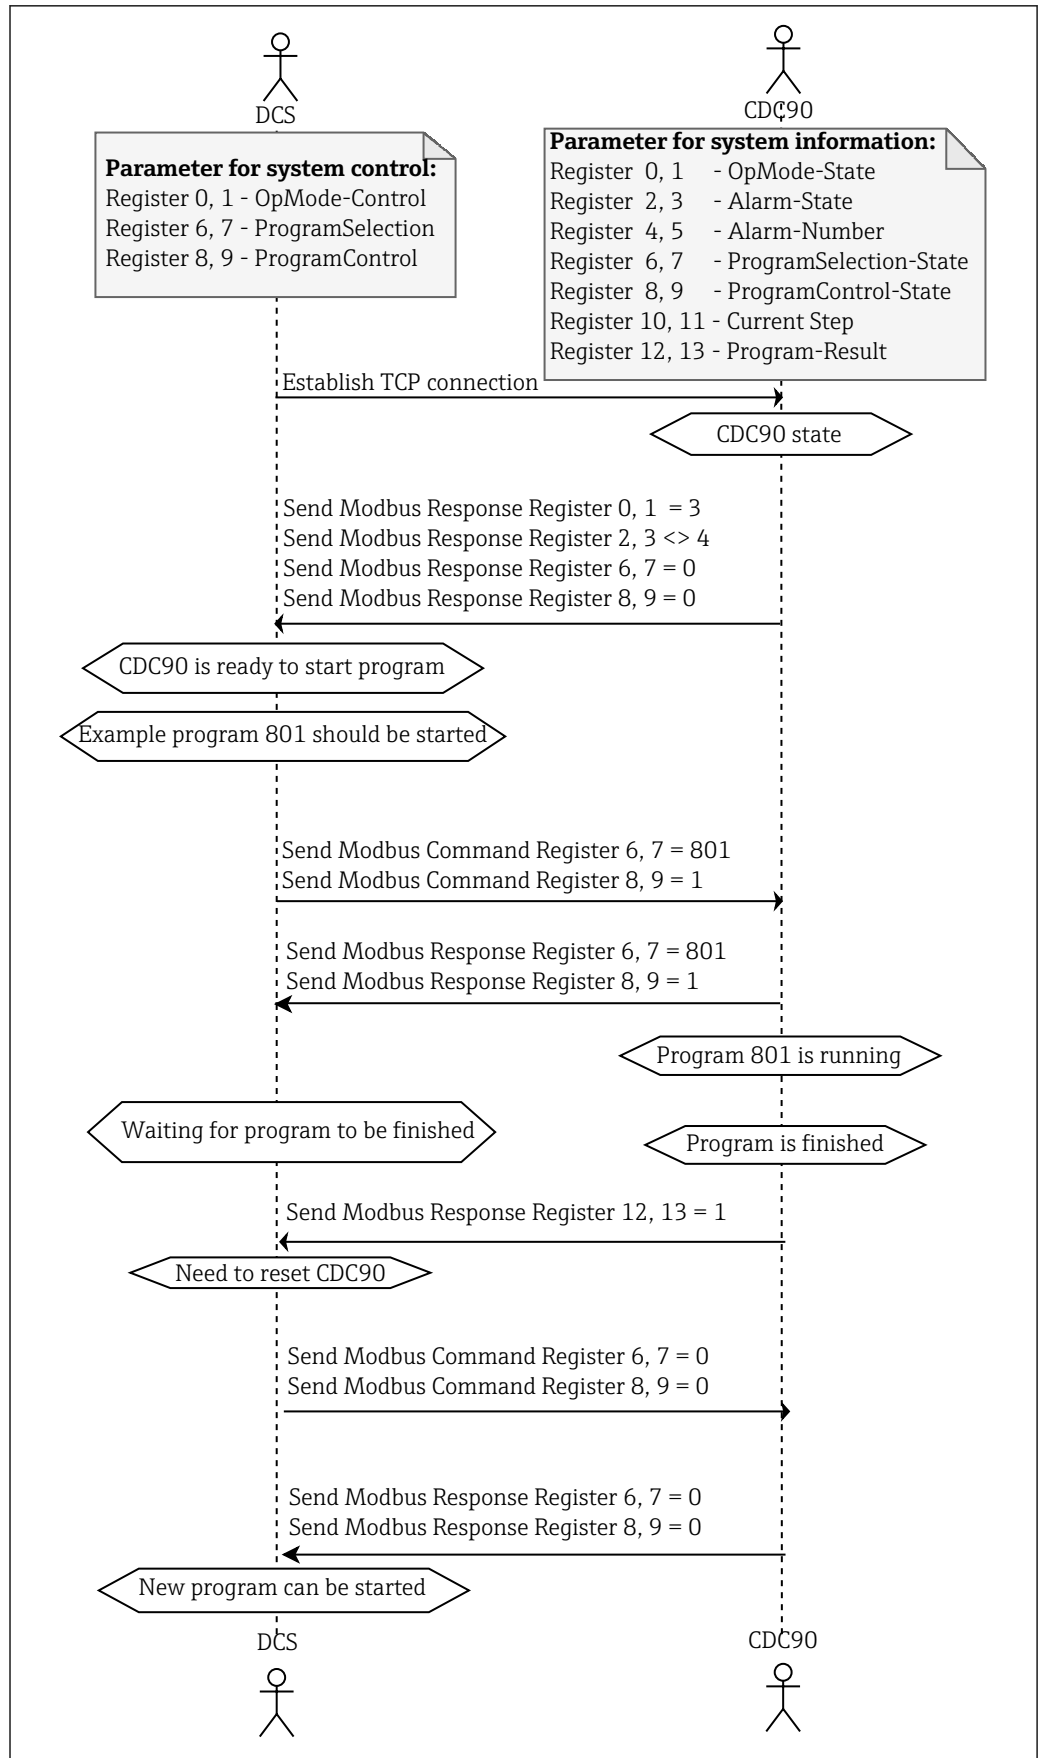 DCS
CDC90
Parameter for system control:
Register 0, 1 - OpMode-Control
Register 6, 7 - ProgramSelection
Register 8, 9 - ProgramControl
Parameter for system information:
Register  0, 1 - OpMode-State
Register  2, 3 - Alarm-State
Register  4, 5 - Alarm-Number
Register  6, 7 - ProgramSelection-State
Register  8, 9 - ProgramControl-State
Register 10, 11 - Current Step
Register 12, 13 - Program-Result
Establish TCP connection
CDC90 state
Send Modbus Response Register 0, 1  = 3
Send Modbus Response Register 2, 3 <> 4
Send Modbus Response Register 6, 7 = 0
Send Modbus Response Register 8, 9 = 0
CDC90 is ready to start program
Example program 801 should be started
Send Modbus Command Register 6, 7 = 801
Send Modbus Command Register 8, 9 = 1
Send Modbus Response Register 6, 7 = 801
Send Modbus Response Register 8, 9 = 1
Program 801 is running
Waiting for program to be finished
Program is finished
Send Modbus Response Register 12, 13 = 1
Need to reset CDC90
Send Modbus Command Register 6, 7 = 0
Send Modbus Command Register 8, 9 = 0
Send Modbus Response Register 6, 7 = 0
Send Modbus Response Register 8, 9 = 0
New program can be started
DCS
CDC90